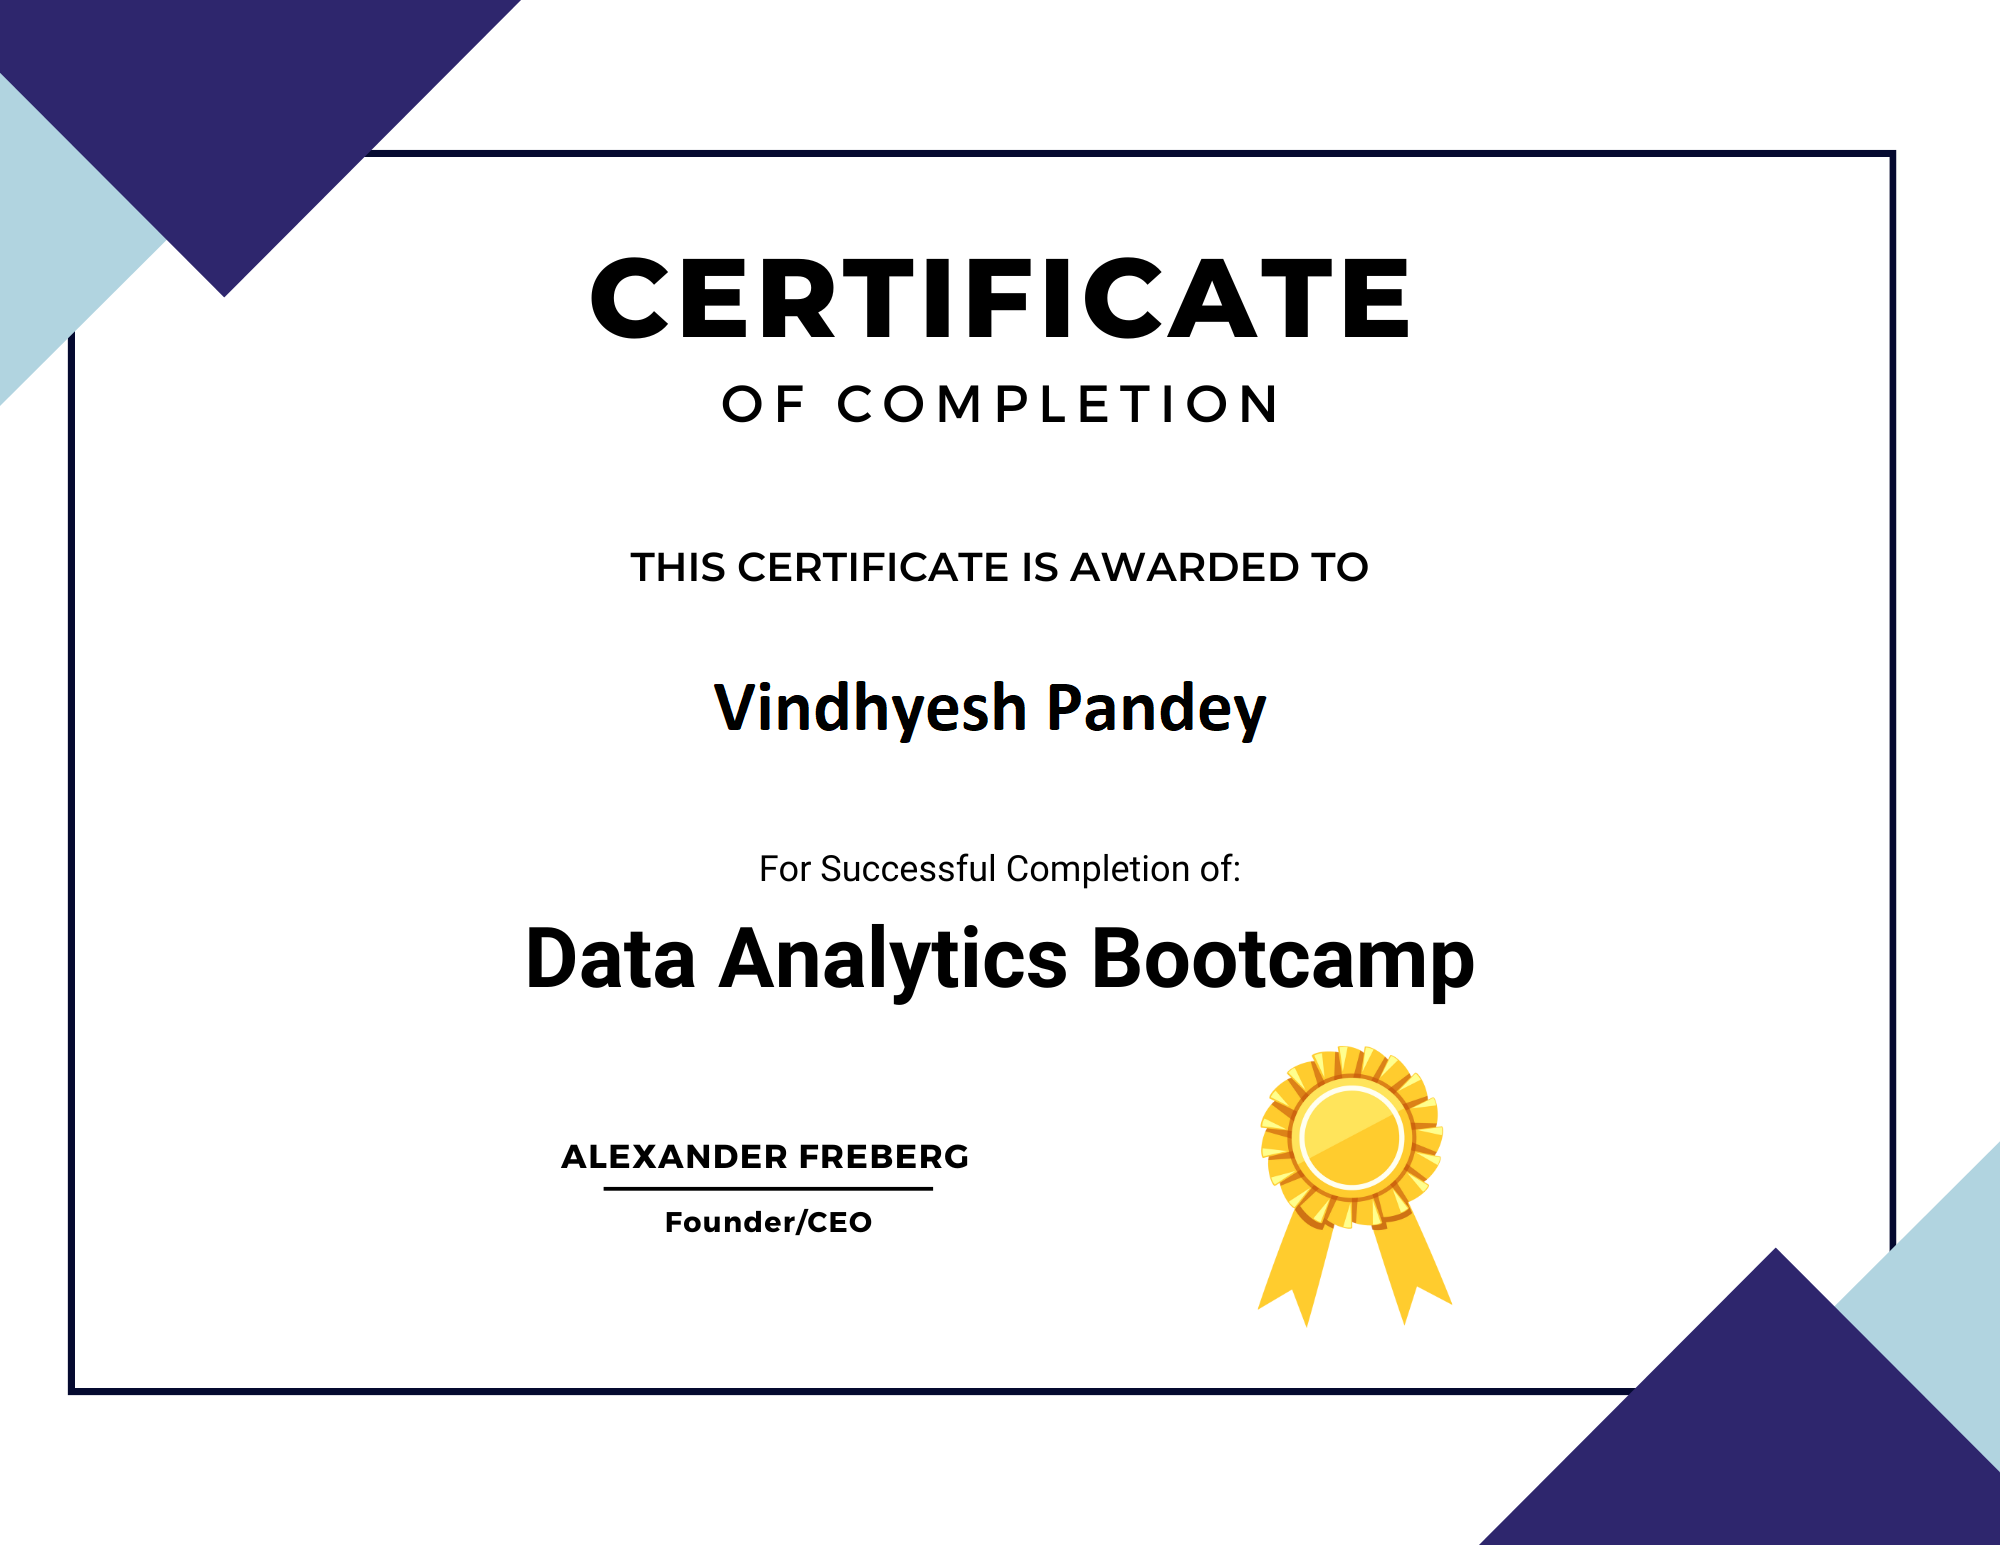 CERTIFICATE
OF COMPLETION
THIS CERTIFICATE IS AWARDED TO
Vindhyesh Pandey
For Successful Completion of:
Data Analytics Bootcamp
ALEXANDER FREBERG
Founder/CEO